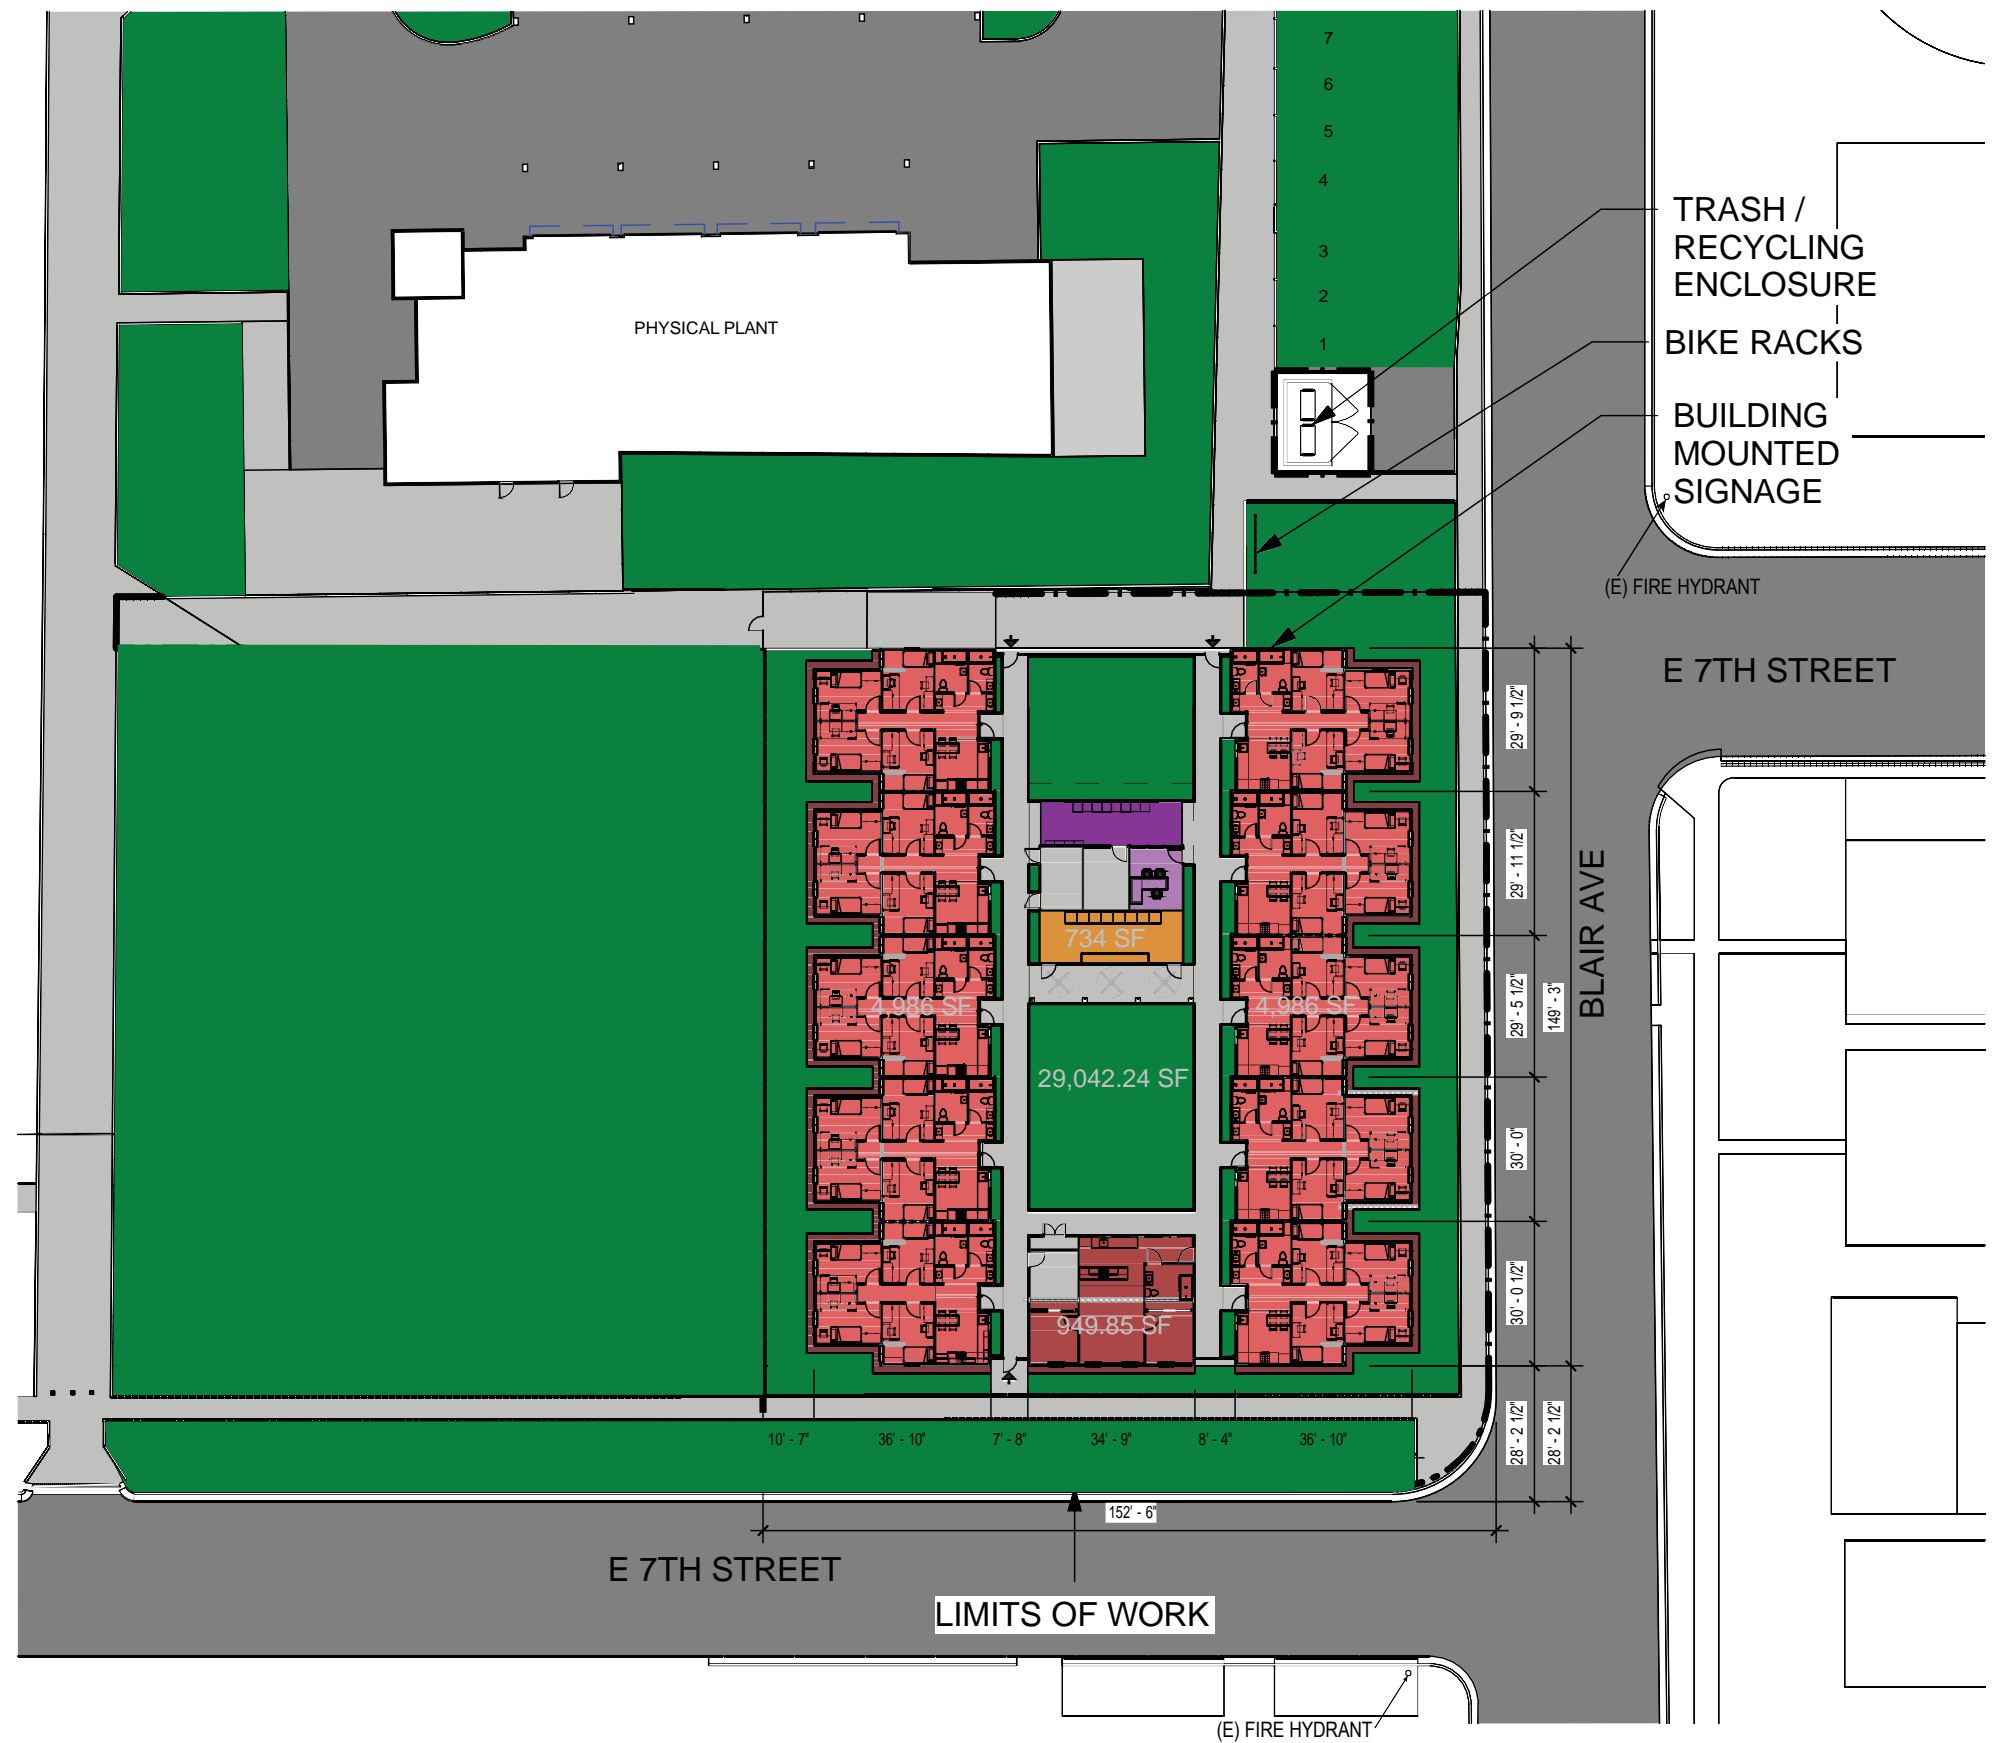 7
6
5
4
3
2
1
TRASH /
RECYCLING
ENCLOSURE
BIKE RACKS
BUILDING
MOUNTED
SIGNAGE
PHYSICAL PLANT
(E) FIRE HYDRANT
E 7TH STREET
29' - 9 1/2"
29' - 11 1/2"
29' - 5 1/2"
149' - 3"
30' - 0"
30' - 0 1/2"
28' - 2 1/2"
28' - 2 1/2"
BLAIR AVE
734 SF
4,986 SF
4,986 SF
29,042.24 SF
949.85 SF
10' - 7"
36' - 10"
7' - 8"
34' - 9"
8' - 4"
36' - 10"
152' - 6"
E 7TH STREET
LIMITS OF WORK
(E) FIRE HYDRANT